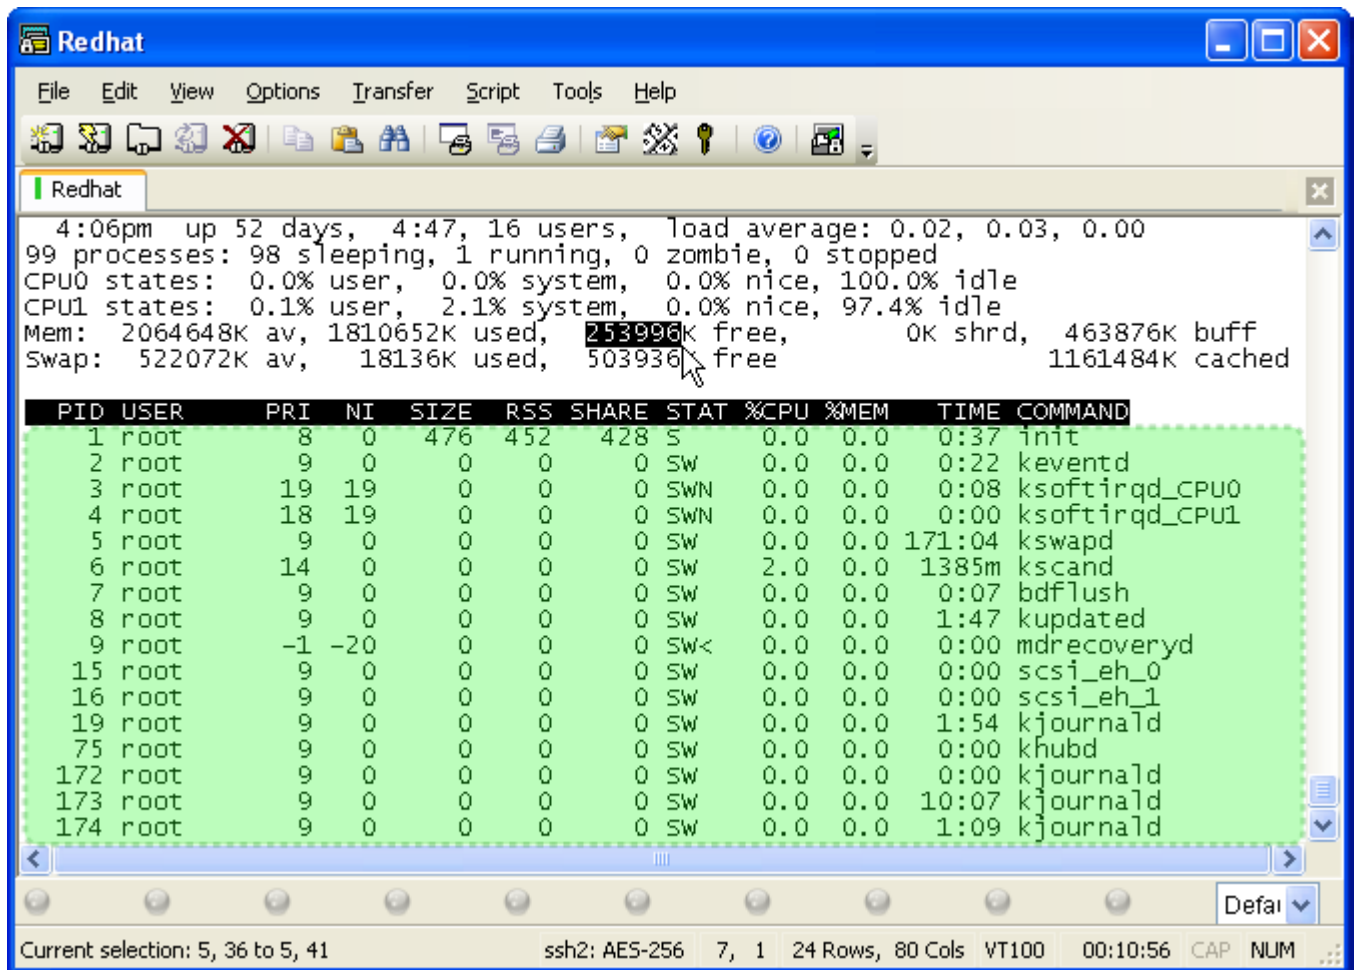 Redhat
File Edit View Options Transfer Script Tools Help
Redhat
4:06pm up 52 days, 4:47, 16 users, load average: 0.02, 0.03, 0.00
99 processes: 98 sleeping, 1 running, 0 zombie, 0 stopped
CPU0 states: 0.0% user, 0.0% system, 0.0% nice, 100.0% idle
CPU1 states: 0.1% user, 2.1% system, 0.0% nice, 97.4% idle
Mem: 2064648K av, 1810652K used, 253996K free, 0K shrd, 463876K buff
Swap: 522072K av, 18136K used, 503936K free 1161484K cached
PID USER PRI NI SIZE RSS SHARE STAT %CPU %MEM TIME COMMAND
1 root 8 0 476 452 428 S 0.0 0.0 0:37 init
2 root 9 0 0 0 0 SW 0.0 0.0 0:22 keventd
3 root 19 19 0 0 0 SWN 0.0 0.0 0:08 ksoftirqd_CPU0
4 root 18 19 0 0 0 SWN 0.0 0.0 0:00 ksoftirqd_CPU1
5 root 9 0 0 0 0 SW 0.0 0.0 171:04 kswapd
6 root 14 0 0 0 0 SW 2.0 0.0 1385m kscand
7 root 9 0 0 0 0 SW 0.0 0.0 0:07 bdflush
8 root 9 0 0 0 0 SW 0.0 0.0 1:47 kupdated
9 root -1 -20 0 0 0 SW< 0.0 0.0 0:00 mdrecoveryd
15 root 9 0 0 0 0 SW 0.0 0.0 0:00 scsi_eh_0
16 root 9 0 0 0 0 SW 0.0 0.0 0:00 scsi_eh_1
19 root 9 0 0 0 0 SW 0.0 0.0 1:54 kjournald
75 root 9 0 0 0 0 SW 0.0 0.0 0:00 khubd
172 root 9 0 0 0 0 SW 0.0 0.0 0:00 kjournald
173 root 9 0 0 0 0 SW 0.0 0.0 10:07 kjournald
174 root 9 0 0 0 0 SW 0.0 0.0 1:09 kjournald
Defau
Current selection: 5, 36 to 5, 41 ssh2: AES-256 7, 1 24 Rows, 80 Cols VT100 00:10:56 CAP NUM